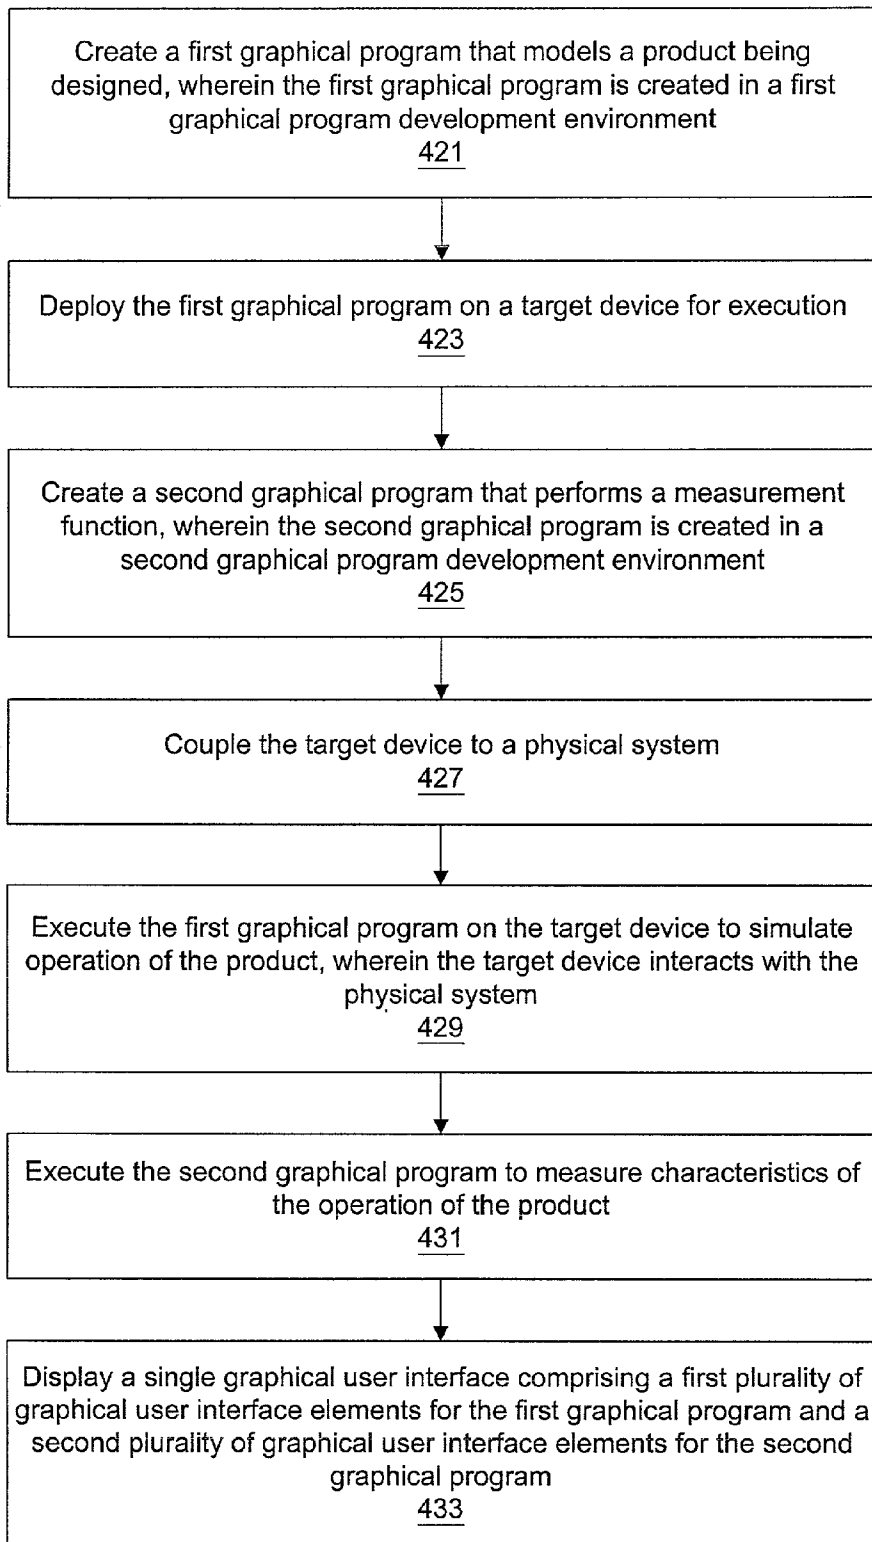 Create a first graphical program that models a product being
designed, wherein the first graphical program is created in a first
graphical program development environment
421
Deploy the first graphical program on a target device for execution
423
Create a second graphical program that performs a measurement
function, wherein the second graphical program is created in a
second graphical program development environment
425
Couple the target device to a physical system
427
Execute the first graphical program on the target device to simulate
operation of the product, wherein the target device interacts with the
physical system
429
Execute the second graphical program to measure characteristics of
the operation of the product
431
Display a single graphical user interface comprising a first plurality of
graphical user interface elements for the first graphical program and a
second plurality of graphical user interface elements for the second
graphical program
433